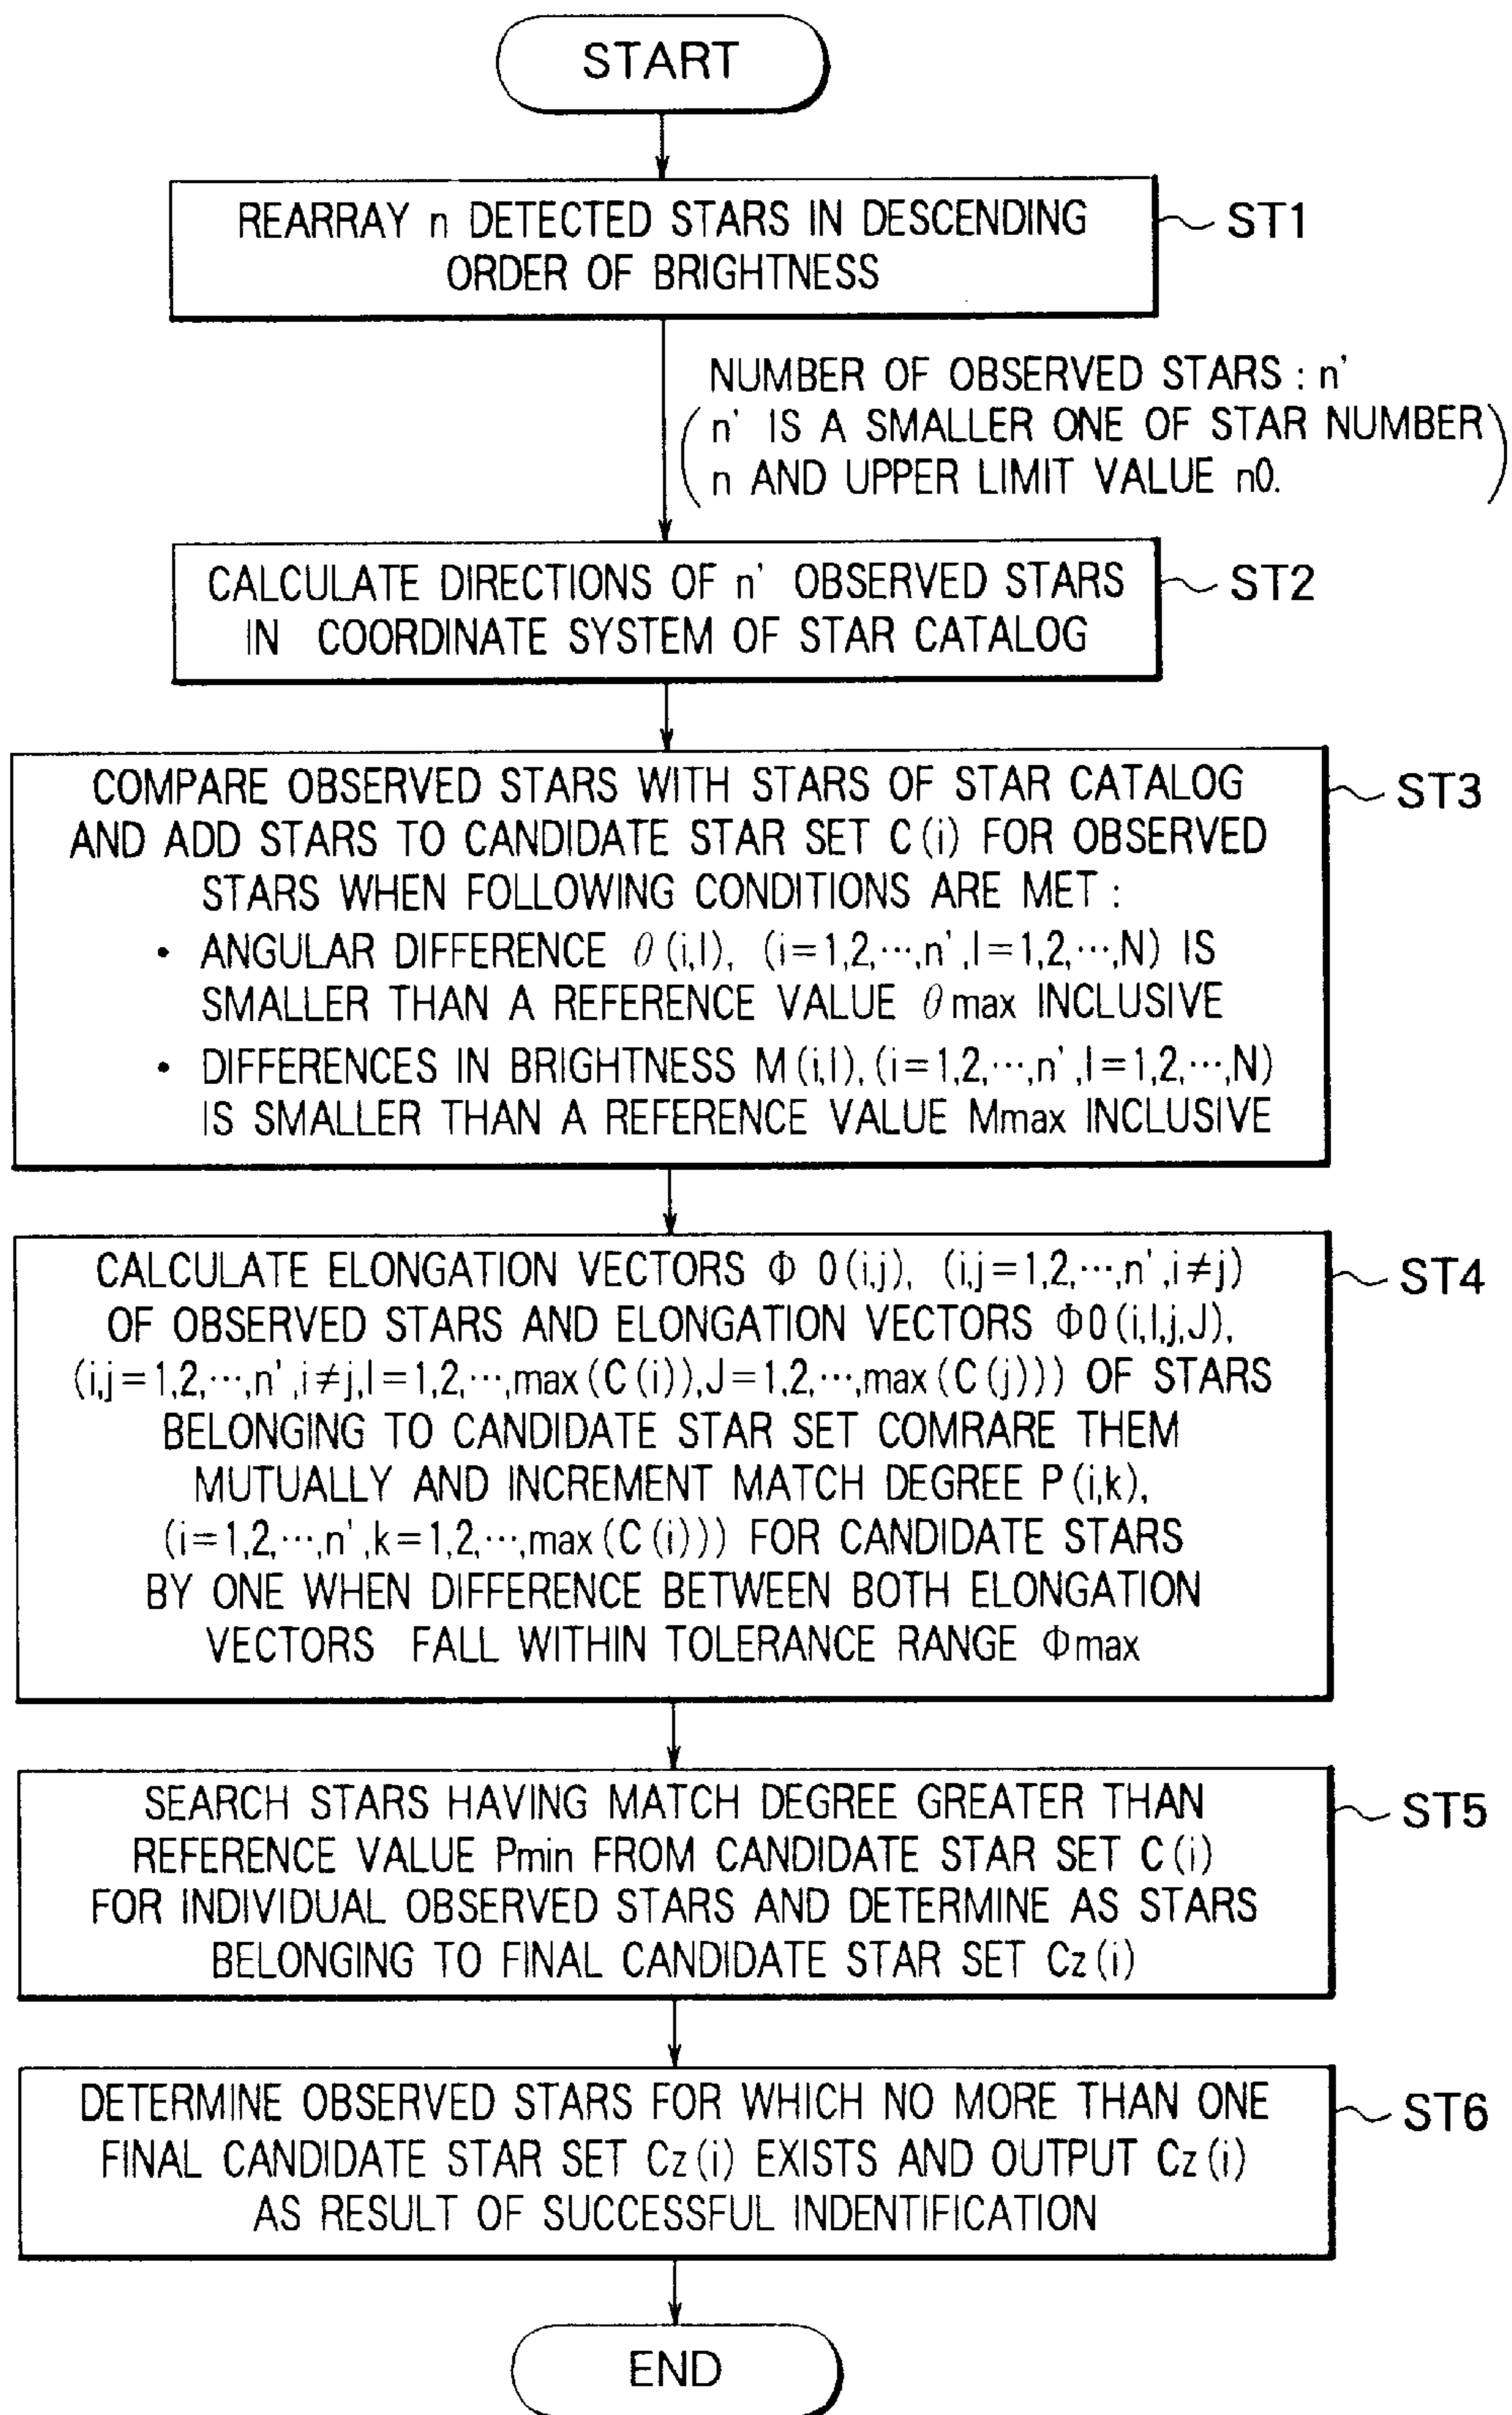 START
REARRAY n DETECTED STARS IN DESCENDING
ORDER OF BRIGHTNESS
ST1
NUMBER OF OBSERVED STARS : n'
( n' IS A SMALLER ONE OF STAR NUMBER
n AND UPPER LIMIT VALUE n0. )
CALCULATE DIRECTIONS OF n' OBSERVED STARS
IN COORDINATE SYSTEM OF STAR CATALOG
ST2
COMPARE OBSERVED STARS WITH STARS OF STAR CATALOG
AND ADD STARS TO CANDIDATE STAR SET C(i) FOR OBSERVED
STARS WHEN FOLLOWING CONDITIONS ARE MET :
• ANGULAR DIFFERENCE θ(i,I), (i=1,2,⋯,n',I=1,2,⋯,N) IS
SMALLER THAN A REFERENCE VALUE θmax INCLUSIVE
• DIFFERENCES IN BRIGHTNESS M(i,I),(i=1,2,⋯,n',I=1,2,⋯,N)
IS SMALLER THAN A REFERENCE VALUE Mmax INCLUSIVE
ST3
CALCULATE ELONGATION VECTORS Φ 0(i,j), (i,j=1,2,⋯,n',i≠j)
OF OBSERVED STARS AND ELONGATION VECTORS Φ0(i,I,j,J),
(i,j=1,2,⋯,n',i≠j,I=1,2,⋯,max(C(i)),J=1,2,⋯,max(C(j))) OF STARS
BELONGING TO CANDIDATE STAR SET COMRARE THEM
MUTUALLY AND INCREMENT MATCH DEGREE P(i,k),
(i=1,2,⋯,n',k=1,2,⋯,max(C(i))) FOR CANDIDATE STARS
BY ONE WHEN DIFFERENCE BETWEEN BOTH ELONGATION
VECTORS FALL WITHIN TOLERANCE RANGE Φmax
ST4
SEARCH STARS HAVING MATCH DEGREE GREATER THAN
REFERENCE VALUE Pmin FROM CANDIDATE STAR SET C(i)
FOR INDIVIDUAL OBSERVED STARS AND DETERMINE AS STARS
BELONGING TO FINAL CANDIDATE STAR SET Cz(i)
ST5
DETERMINE OBSERVED STARS FOR WHICH NO MORE THAN ONE
FINAL CANDIDATE STAR SET Cz(i) EXISTS AND OUTPUT Cz(i)
AS RESULT OF SUCCESSFUL INDENTIFICATION
ST6
END